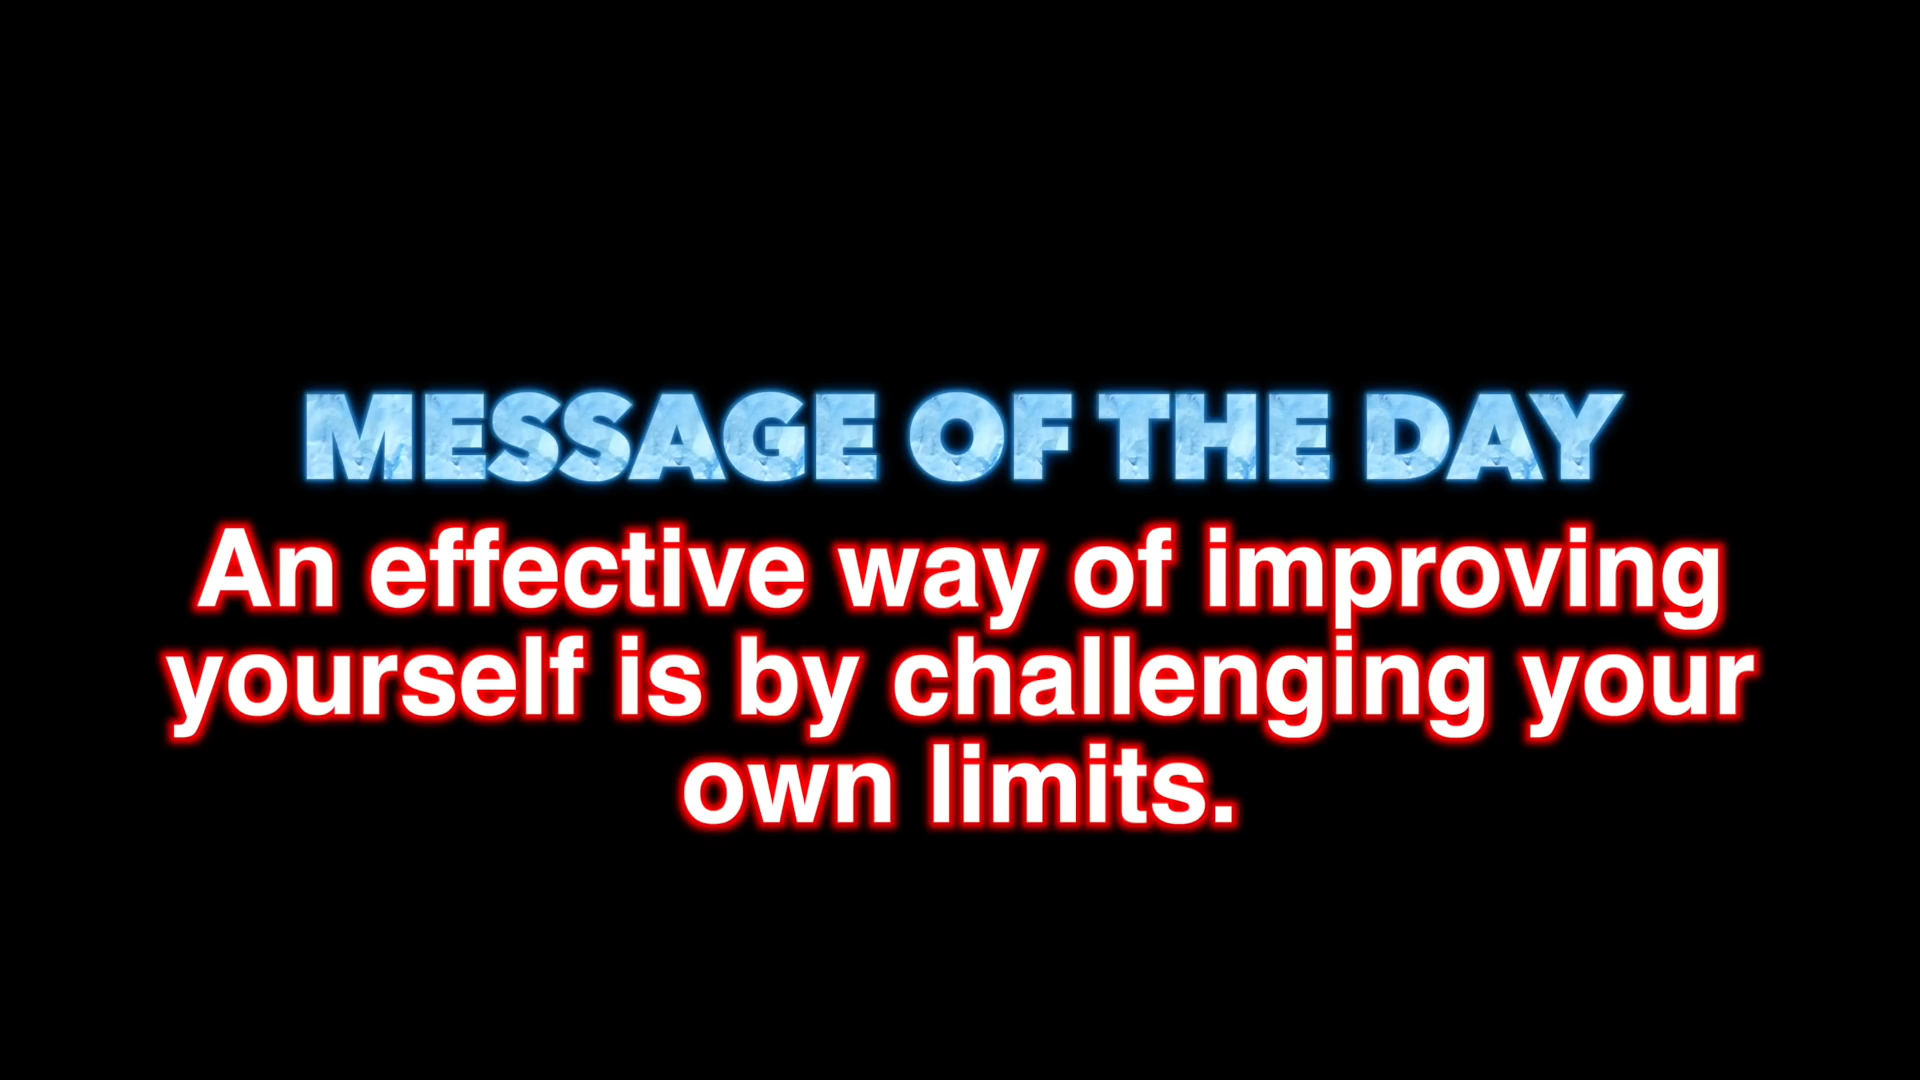 MESSAGE OF THE DAY
An effective way of improving
yourself is by challenging your
own limits.